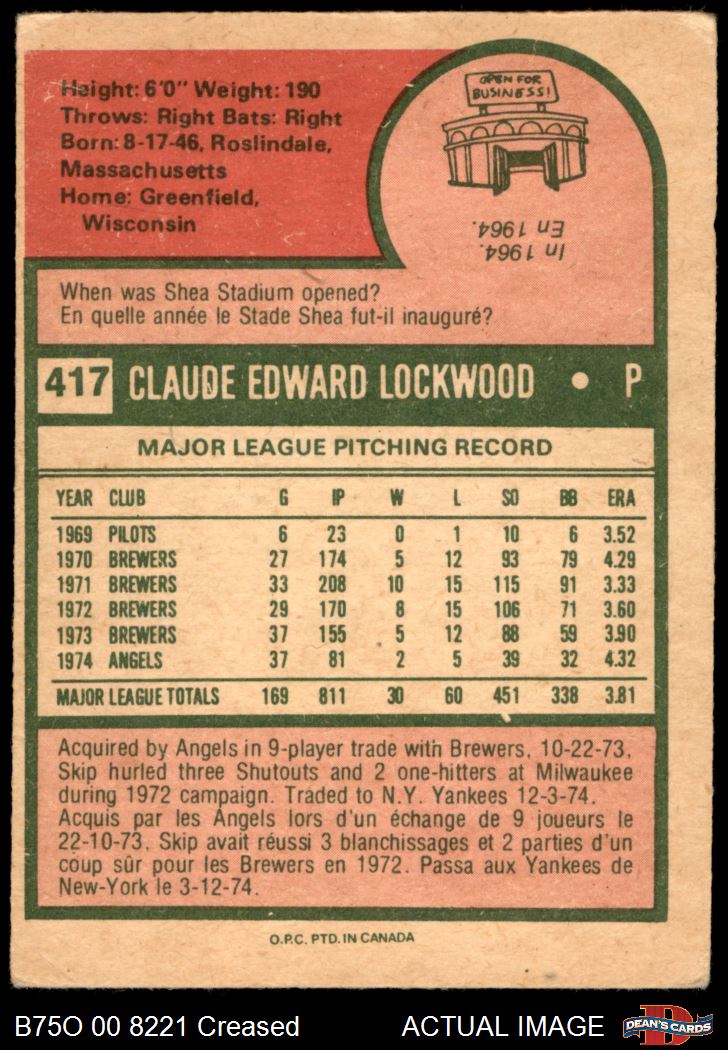 Height: 6'0" Weight: 190
Throws: Right Bats: Right
Born: 8-17-46, Roslindale,
Massachusetts
Home: Greenfield,
Wisconsin
OPEN FOR
BUSINESS!
In 1964.
En 1964.
When was Shea Stadium opened?
En quelle année le Stade Shea fut-il inauguré?
417 CLAUDE EDWARD LOCKWOOD • P
MAJOR LEAGUE PITCHING RECORD
YEAR CLUB G IP W L SO BB ERA
1969 PILOTS 6 23 0 1 10 6 3.52
1970 BREWERS 27 174 5 12 93 79 4.29
1971 BREWERS 33 208 10 15 115 91 3.33
1972 BREWERS 29 170 8 15 106 71 3.60
1973 BREWERS 37 155 5 12 88 59 3.90
1974 ANGELS 37 81 2 5 39 32 4.32
MAJOR LEAGUE TOTALS 169 811 30 60 451 338 3.81
Acquired by Angels in 9-player trade with Brewers, 10-22-73.
Skip hurled three Shutouts and 2 one-hitters at Milwaukee
during 1972 campaign. Traded to N.Y. Yankees 12-3-74.
Acquis par les Angels lors d'un échange de 9 joueurs le
22-10-73, Skip avait réussi 3 blanchissages et 2 parties d'un
coup sûr pour les Brewers en 1972. Passa aux Yankees de
New-York le 3-12-74.
O.P.C. PTD. IN CANADA
B75O 00 8221 Creased ACTUAL IMAGE
D
DEAN'S CARDS